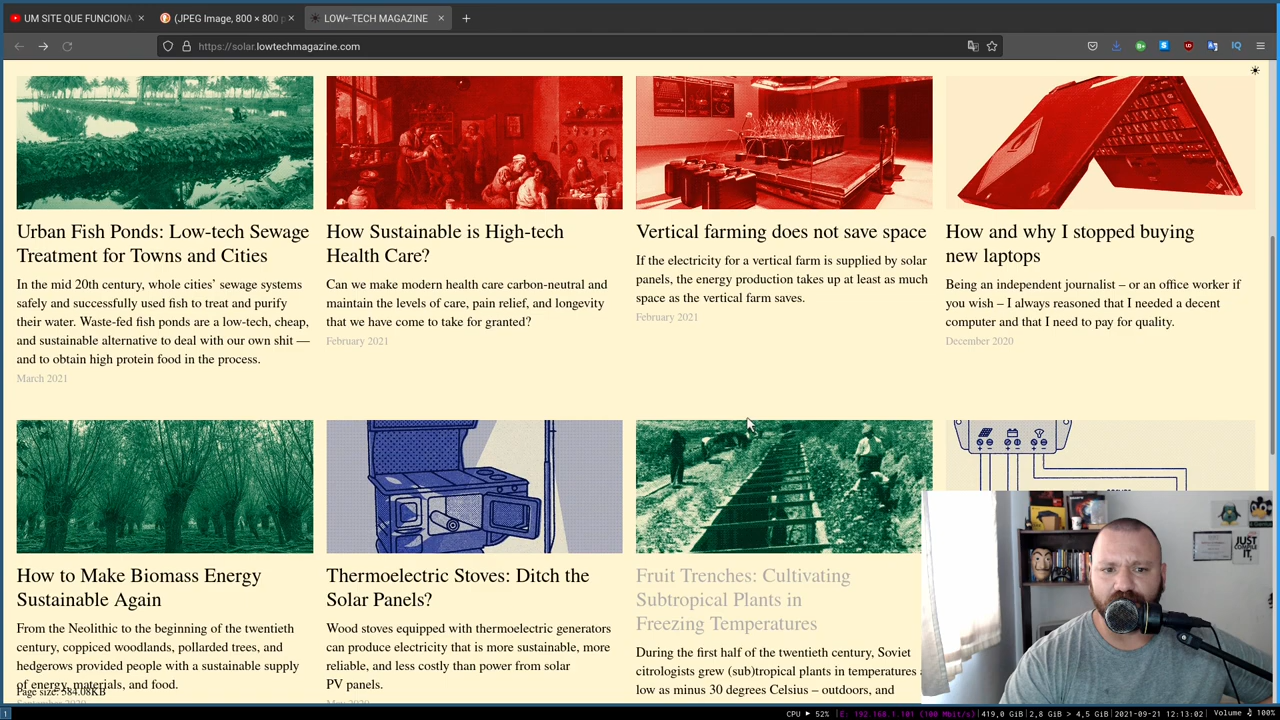 UM SITE QUE FUNCIONA
(JPEG Image, 800 × 800 p
LOW←TECH MAGAZINE
https://solar.lowtechmagazine.com
Urban Fish Ponds: Low-tech Sewage
Treatment for Towns and Cities
In the mid 20th century, whole cities’ sewage systems
safely and successfully used fish to treat and purify
their water. Waste-fed fish ponds are a low-tech, cheap,
and sustainable alternative to deal with our own shit —
and to obtain high protein food in the process.
March 2021
How Sustainable is High-tech
Health Care?
Can we make modern health care carbon-neutral and
maintain the levels of care, pain relief, and longevity
that we have come to take for granted?
February 2021
Vertical farming does not save space
If the electricity for a vertical farm is supplied by solar
panels, the energy production takes up at least as much
space as the vertical farm saves.
February 2021
How and why I stopped buying
new laptops
Being an independent journalist – or an office worker if
you wish – I always reasoned that I needed a decent
computer and that I need to pay for quality.
December 2020
How to Make Biomass Energy
Sustainable Again
From the Neolithic to the beginning of the twentieth
century, coppiced woodlands, pollarded trees, and
hedgerows provided people with a sustainable supply
of energy, materials, and food.
Page size: 584.08KB
Thermoelectric Stoves: Ditch the
Solar Panels?
Wood stoves equipped with thermoelectric generators
can produce electricity that is more sustainable, more
reliable, and less costly than power from solar
PV panels.
Fruit Trenches: Cultivating
Subtropical Plants in
Freezing Temperatures
During the first half of the twentieth century, Soviet
citrologists grew (sub)tropical plants in temperatures
low as minus 30 degrees Celsius – outdoors, and
JUST
COMPILE
IT.
1
CPU ▸ 52%
E: 192.168.1.101 (100 Mbit/s)
419,0 GiB
2,8 GiB > 4,5 GiB
2021-09-21 12:13:02
Volume 100%